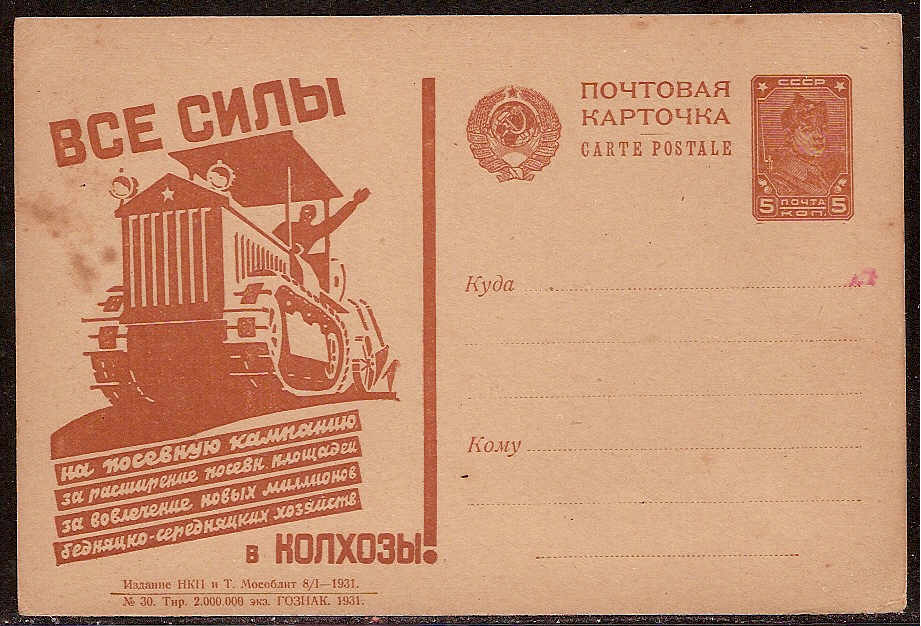 ВСЕ СИЛЫ
на посевную кампанию
за расширение посевн. площадей
за вовлечение новых миллионов
бедняцко-середняцких хозяйств
в КОЛХОЗЫ!
Издание НКП и Т. Мособлит 8/I—1931.
№ 30. Тир. 2.000.000 экз. ГОЗНАК. 1931.
ПОЧТОВАЯ
КАРТОЧКА
CARTE POSTALE
СССР
5 ПОЧТА 5
КОП.
Куда
Кому